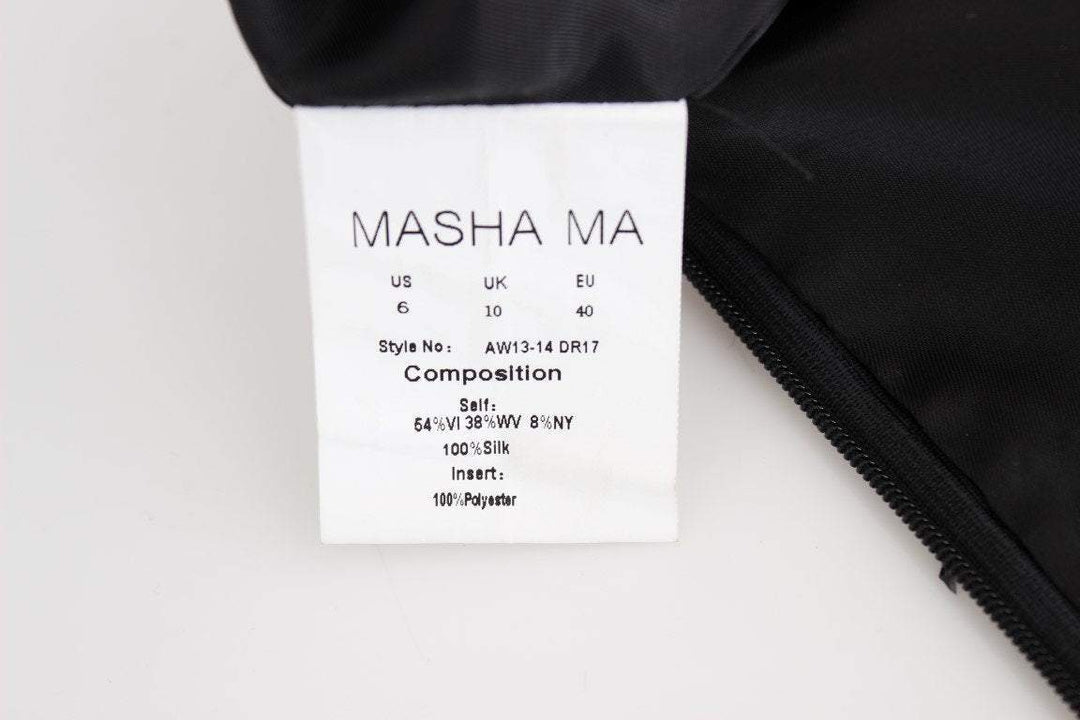 MASHA MA
US UK EU
6 10 40
Style No: AW13-14 DR17
Composition
Self:
54%VI 38%WV 8%NY
100%Silk
Insert:
100%Polyester